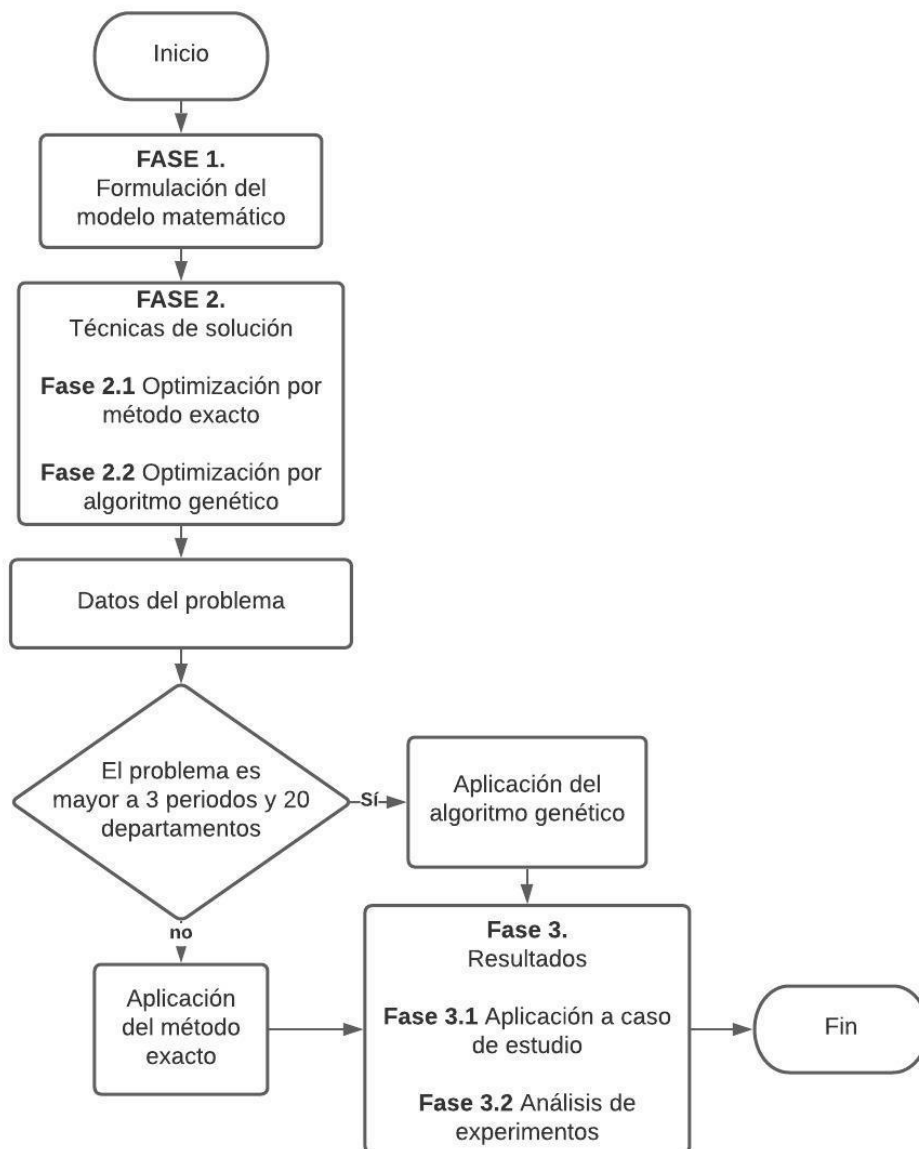 Inicio
FASE 1.
Formulación del
modelo matemático
FASE 2.
Técnicas de solución
Fase 2.1 Optimización por
método exacto
Fase 2.2 Optimización por
algoritmo genético
Datos del problema
El problema es
mayor a 3 periodos y 20
departamentos
Sí
Aplicación del
algoritmo genético
no
Aplicación
del método
exacto
Fase 3.
Resultados
Fase 3.1 Aplicación a caso
de estudio
Fase 3.2 Análisis de
experimentos
Fin